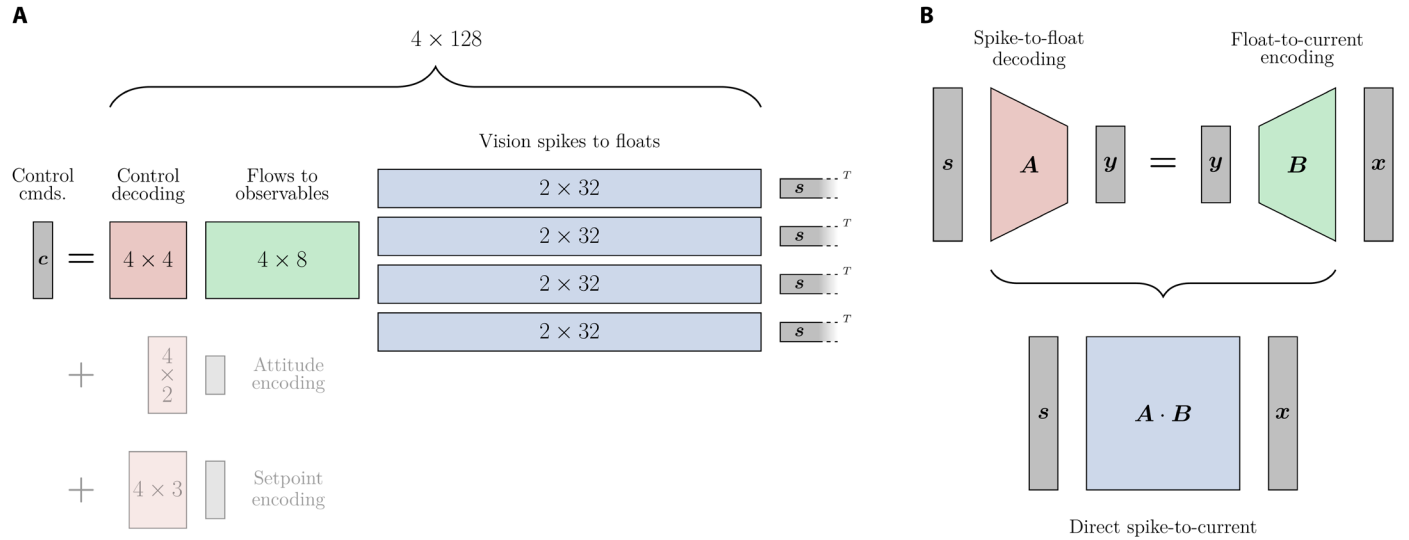 A
4 × 128
Vision spikes to floats
Control
cmds.
Control
decoding
Flows to
observables
c
=
4 × 4
4 × 8
2 × 32
s
T
2 × 32
s
T
2 × 32
s
T
2 × 32
s
T
+
4
×
2
Attitude
encoding
+
4 × 3
Setpoint
encoding
B
Spike-to-float
decoding
Float-to-current
encoding
s
A
y
=
y
B
x
s
A · B
x
Direct spike-to-current